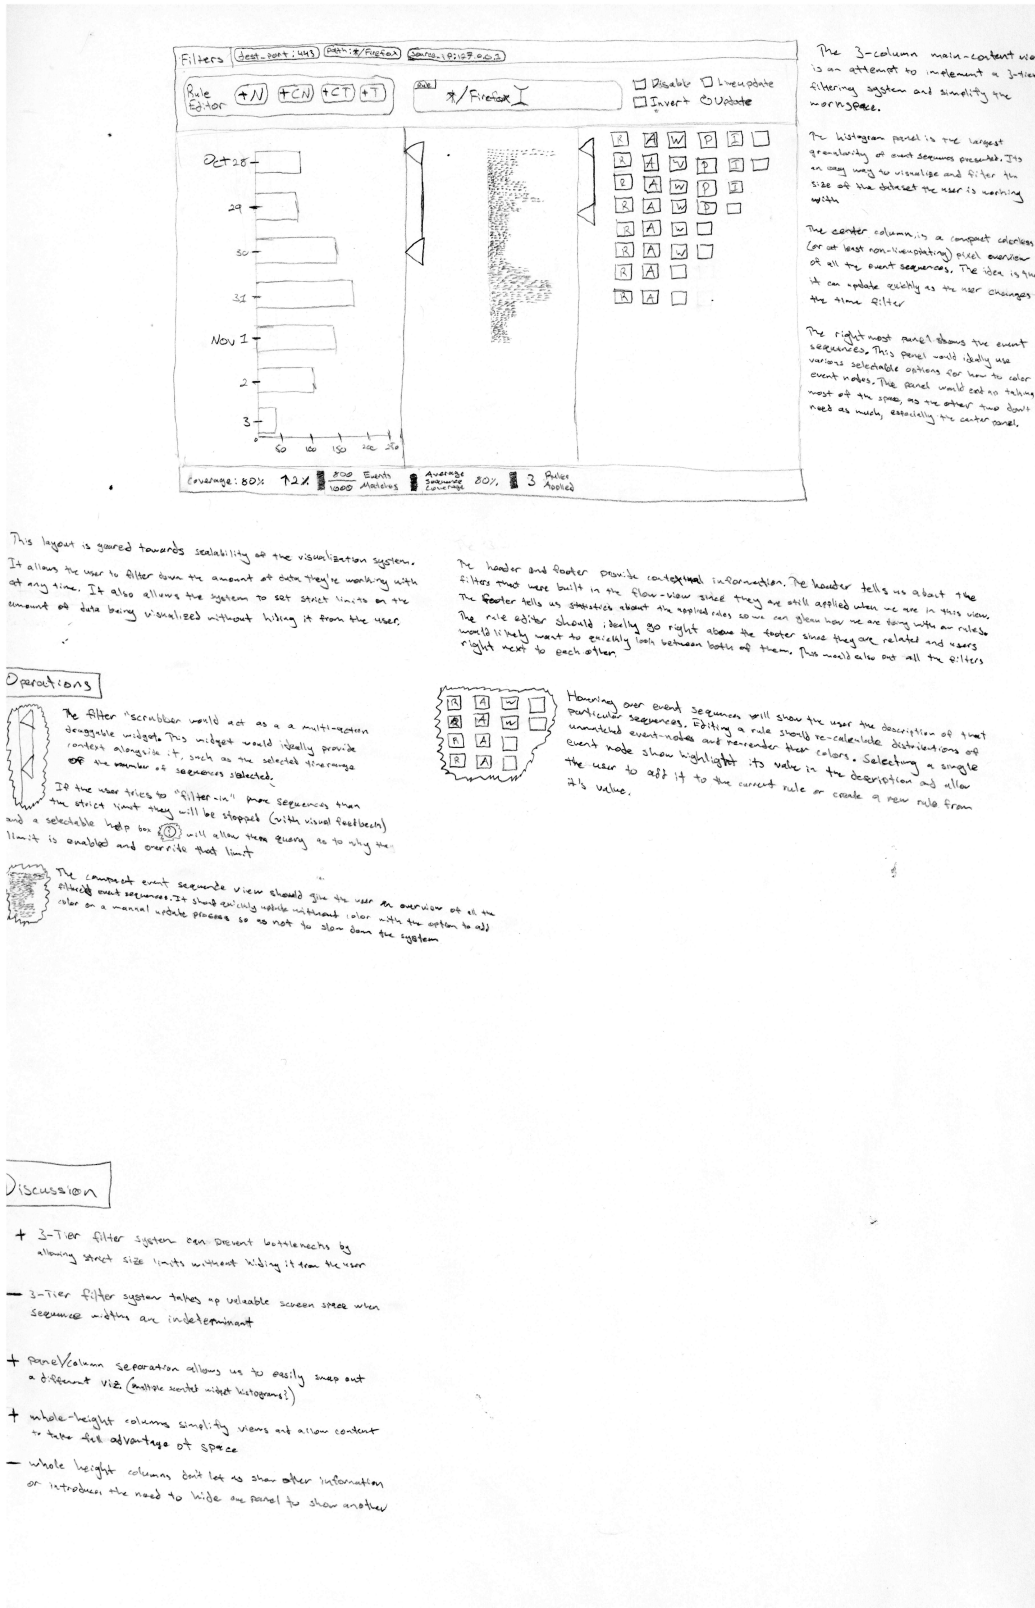 Filters dest_port:443 path:*/Firefox source_ip:127.0.0.1
Rule Editor +N +CN +CT +T
Rule */Firefox
Disable Liveupdate
Invert Update
Oct 28
29
30
31
Nov 1
2
3
0 50 100 150 200 250
R A W P I
R A W P I
R A W P I
R A W P
R A W
R A W
R A
R A
Coverage: 80% ↑2% 800/1000 Events Matches Average Sequence Coverage 80% 3 Rules Applied
The 3-column main-content view
is an attempt to implement a 3-tier
filtering system and simplify the
workspace.
The histogram panel is the largest
granularity of event sequences presented. Its
an easy way to visualize and filter the
size of the dataset the user is working
with
The center column, is a compact colorless
(or at least non-liveupdating) pixel overview
of all the event sequences. The idea is that
it can update quickly as the user changes
the time filter
The rightmost panel shows the event
sequences. This panel would ideally use
various selectable options for how to color
event nodes. The panel would end up taking
most of the space, as the other two don't
need as much, especially the center panel.
This layout is geared towards scalability of the visualization system.
It allows the user to filter down the amount of data they're working with
at any time. It also allows the system to set strict limits on the
amount of data being visualized without hiding it from the user.
The header and footer provide contextual information. The header tells us about the
filters that were built in the flow-view since they are still applied when we are in this view.
The footer tells us statistics about the applied rules so we can glean how we are doing with our rules.
The rule editor should ideally go right above the footer since they are related and users
would likely want to quickly look between both of them. This would also put all the filters
right next to each other.
Operations
The filter "scrubber would act as a a multi-action
draggable widget. This widget would ideally provide
context alongside it, such as the selected timerange
or the number of sequences selected.
If the user tries to "filter-in" more sequences than
the strict limit they will be stopped (with visual feedback)
and a selectable help box will allow them query as to why the
limit is enabled and override that limit
The compact event sequence view should give the user an overview of all the
filtered event sequences. It should quickly update without color with the option to add
color on a manual update process so as not to slow down the system
R A W
R A W
R A
R A
Hovering over event sequences will show the user the description of that
particular sequences. Editing a rule should re-calculate distributions of
unmatched event-nodes and re-render their colors. Selecting a single
event node show highlight its value in the description and allow
the user to add it to the current rule or create a new rule from
it's value.
Discussion
+ 3-Tier filter system can prevent bottlenecks by
allowing strict size limits without hiding it from the user
— 3-Tier filter system takes up valuable screen space when
sequence widths are indeterminant
+ Panel/column separation allows us to easily swap out
a different viz. (multiple scented widget histograms?)
+ whole-height columns simplify views and allow content
to take full advantage of space
— whole height columns don't let us show other information
or introduces the need to hide one panel to show another